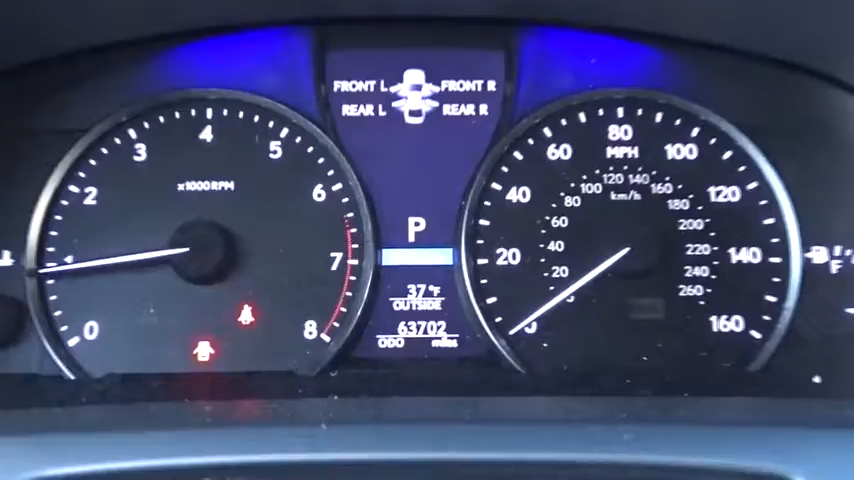 FRONT L FRONT R
REAR L REAR R
0 1 2 3 4 5 6 7 8
x1000RPM
P
37°F
OUTSIDE
63702
ODO miles
0 20 40 60 80 100 120 140 160
MPH
20 40 60 80 100 120 140 160 180 200 220 240 260
km/h
F